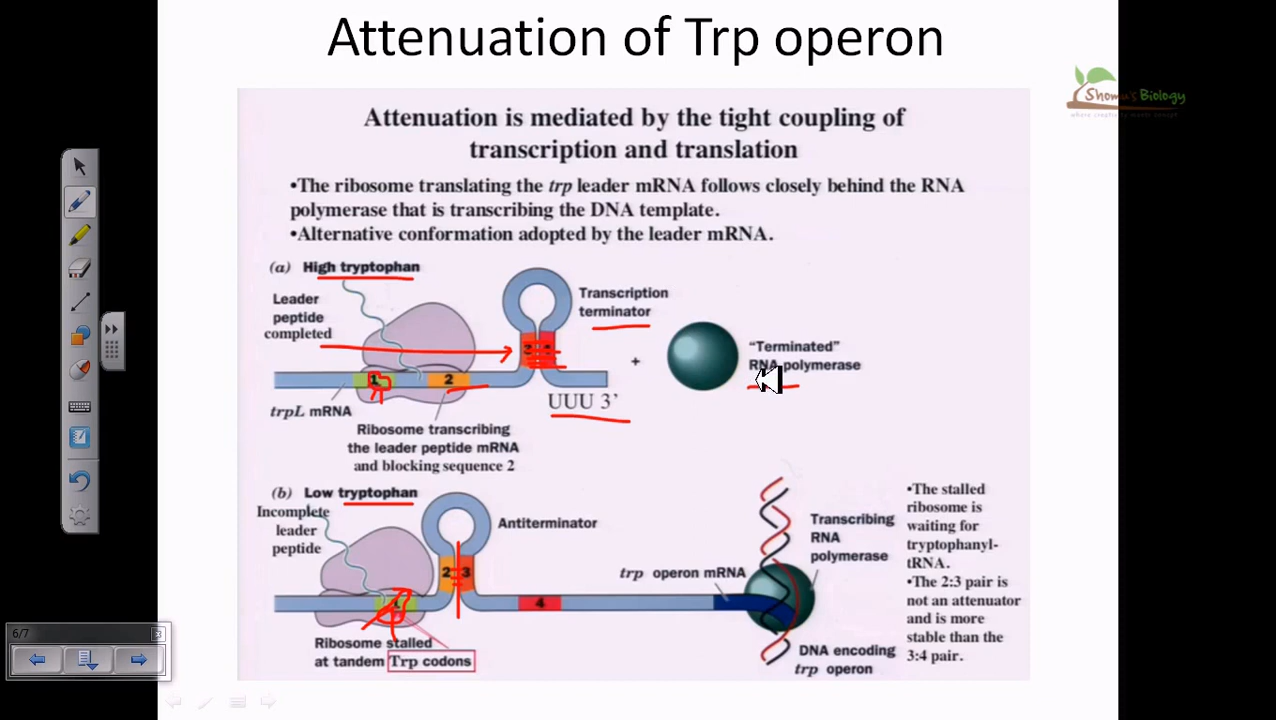 Attenuation of Trp operon
Shomu's Biology
Attenuation is mediated by the tight coupling of
transcription and translation
•The ribosome translating the trp leader mRNA follows closely behind the RNA
polymerase that is transcribing the DNA template.
•Alternative conformation adopted by the leader mRNA.
(a) High tryptophan
Leader
peptide
completed
Transcription
terminator
"Terminated"
RNA polymerase
+
1
2
trpL mRNA
UUU 3'
Ribosome transcribing
the leader peptide mRNA
and blocking sequence 2
(b) Low tryptophan
Incomplete
leader
peptide
Antiterminator
2 3
4
trp operon mRNA
Transcribing
RNA
polymerase
DNA encoding
trp operon
Ribosome stalled
at tandem Trp codons
•The stalled
ribosome is
waiting for
tryptophanyl-
tRNA.
•The 2:3 pair is
not an attenuator
and is more
stable than the
3:4 pair.
6/7